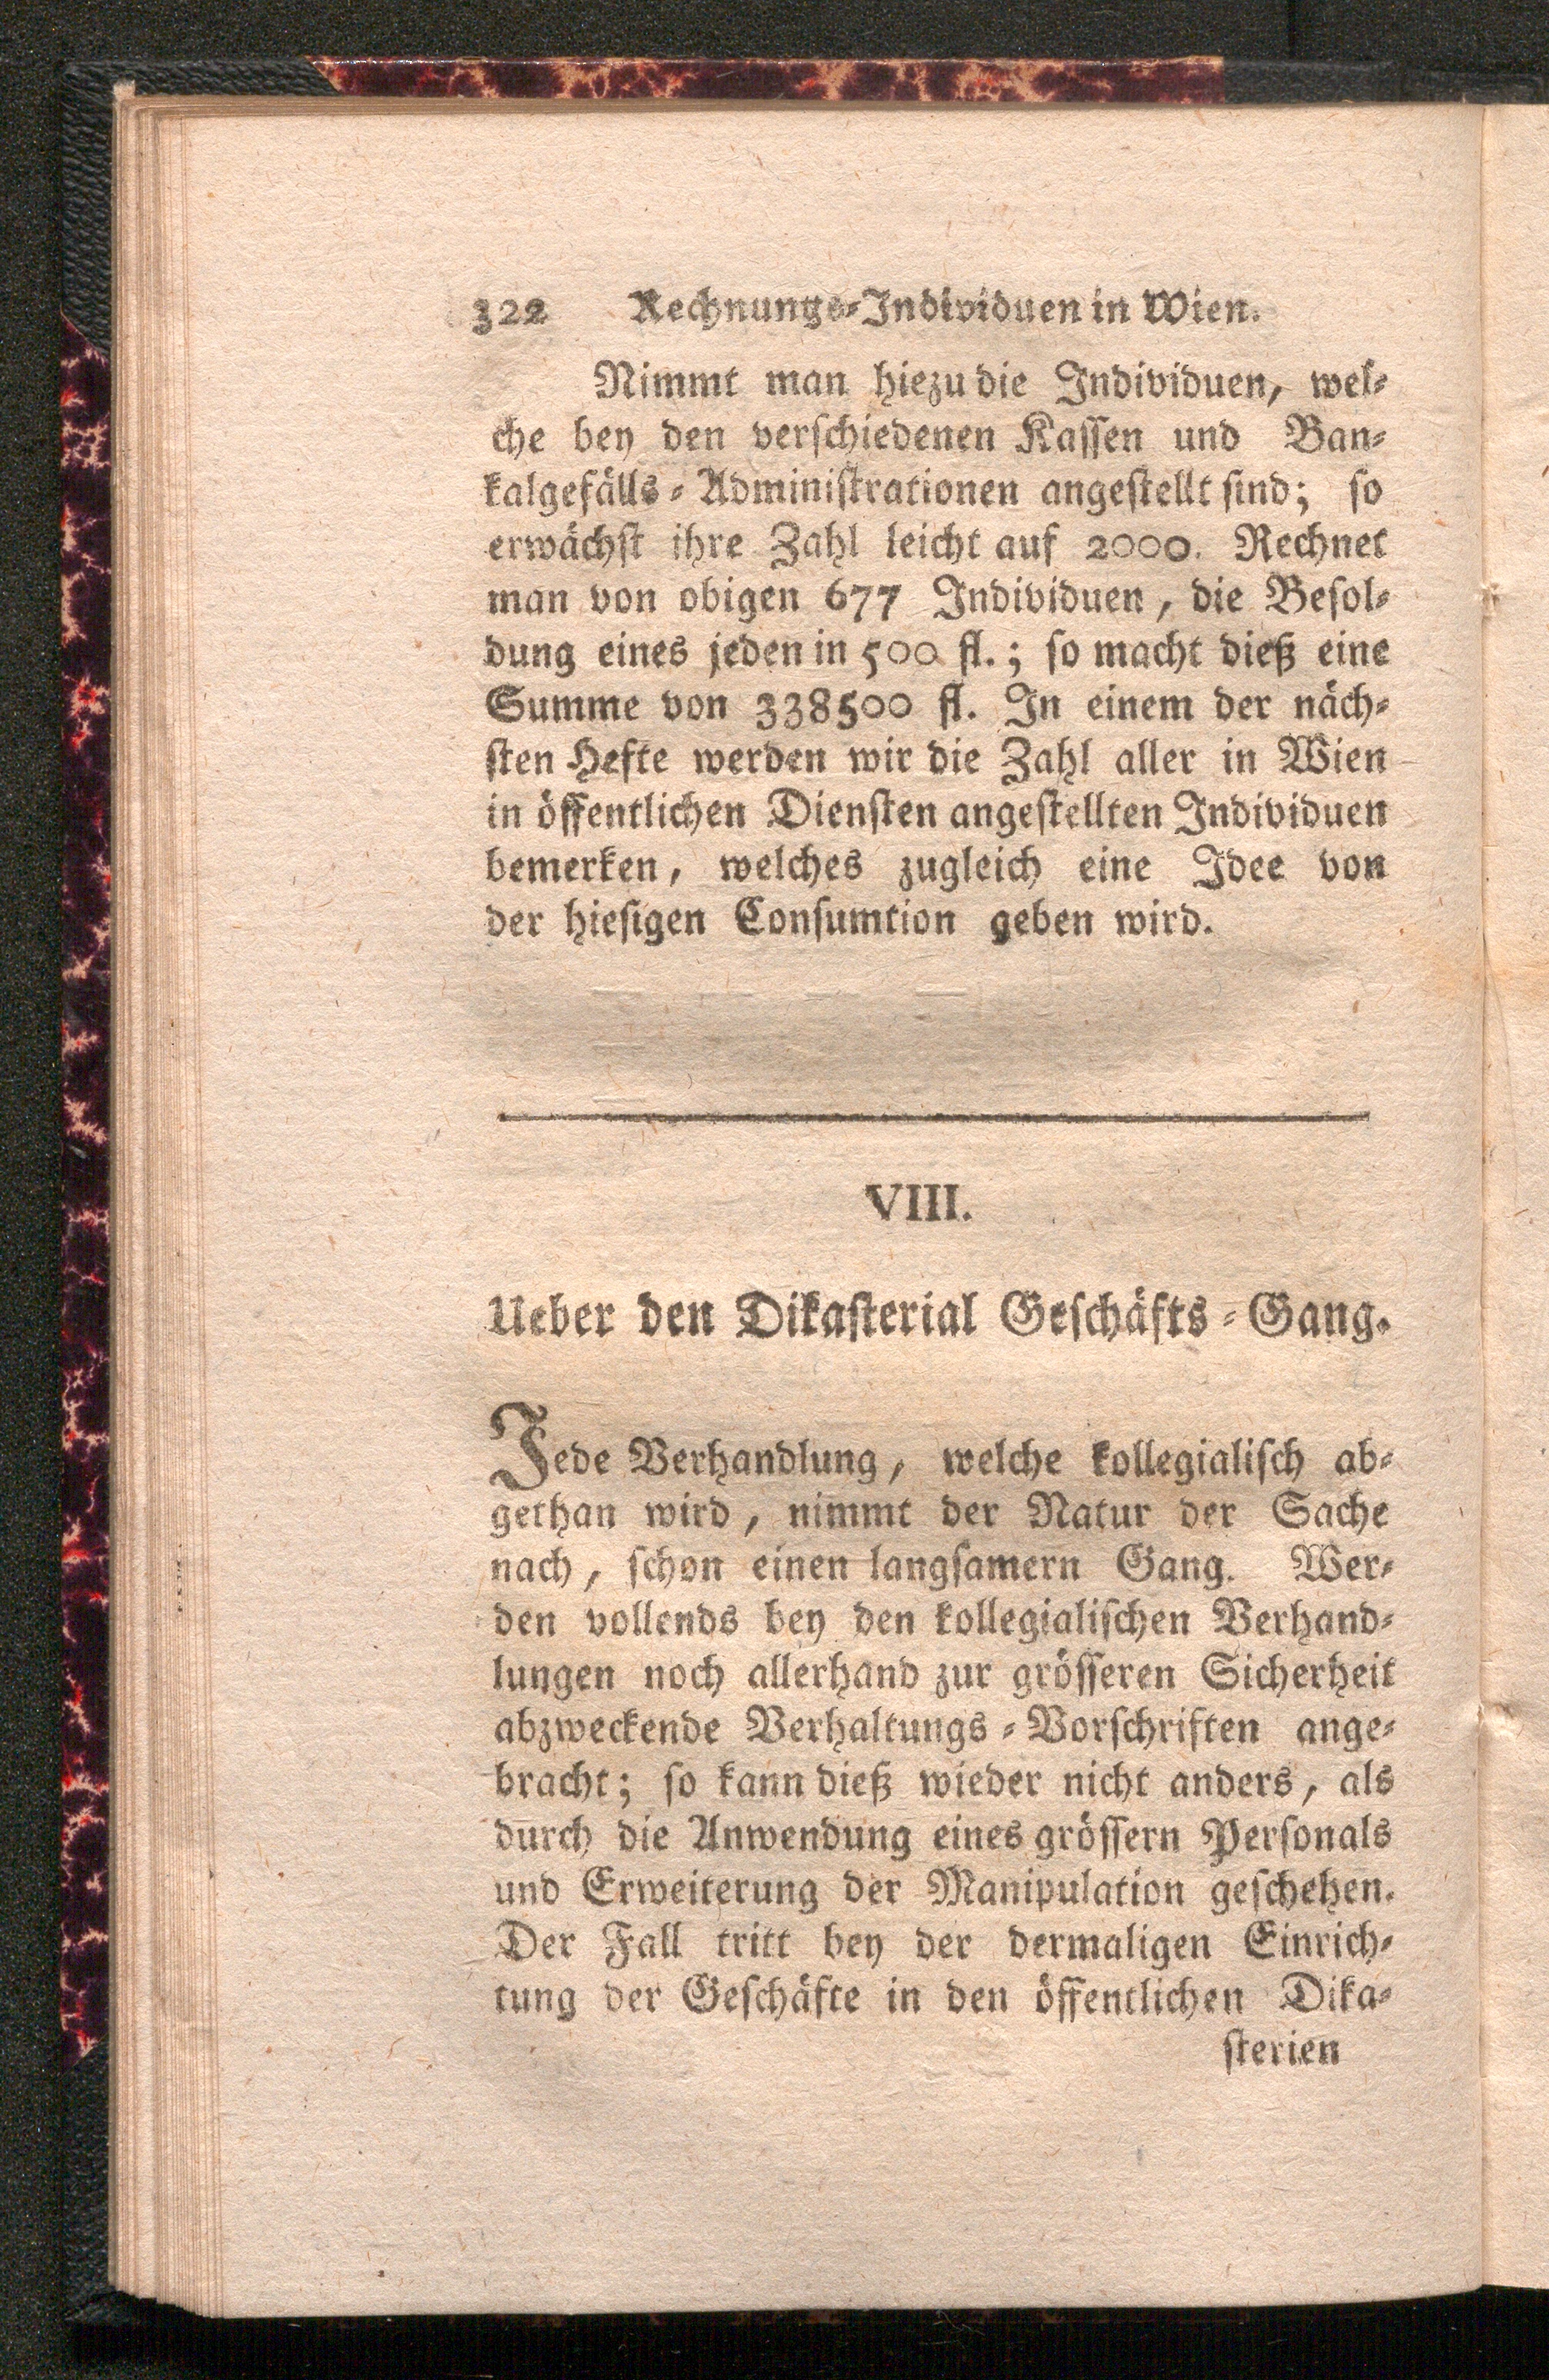 322 Rechnungs-Individuen in Wien.
Nimmt man hiezu die Individuen, wel-
che bey den verschiedenen Kassen und Ban-
kalgefälls-Administrationen angestellt sind; so
erwächst ihre Zahl leicht auf 2000. Rechnet
man von obigen 677 Individuen, die Besol-
dung eines jeden in 500 fl.; so macht dieß eine
Summe von 338500 fl. In einem der näch-
sten Hefte werden wir die Zahl aller in Wien
in öffentlichen Diensten angestellten Individuen
bemerken, welches zugleich eine Idee von
der hiesigen Consumtion geben wird.
VIII.
Ueber den Dikasterial Geschäfts-Gang.
Jede Verhandlung, welche kollegialisch ab-
gethan wird, nimmt der Natur der Sache
nach, schon einen langsamern Gang. Wer-
den vollends bey den kollegialischen Verhand-
lungen noch allerhand zur grösseren Sicherheit
abzweckende Verhaltungs-Vorschriften ange-
bracht; so kann dieß wieder nicht anders, als
durch die Anwendung eines grössern Personals
und Erweiterung der Manipulation geschehen.
Der Fall tritt bey der dermaligen Einrich-
tung der Geschäfte in den öffentlichen Dika-
sterien